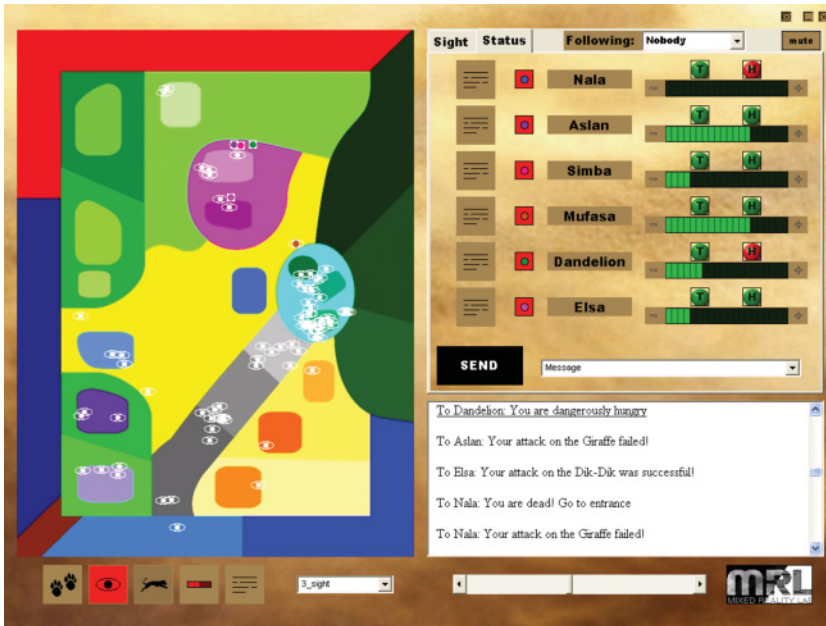 Sight Status Following: Nobody mute
T H
Nala
T H
Aslan
T H
Simba
T H
Mufasa
T H
Dandelion
T H
Elsa
SEND Message
To Dandelion: You are dangerously hungry
To Aslan: Your attack on the Giraffe failed!
To Elsa: Your attack on the Dik-Dik was successful!
To Nala: You are dead! Go to entrance
To Nala: Your attack on the Giraffe failed!
3_sight
MRL
MIXED REALITY LAB